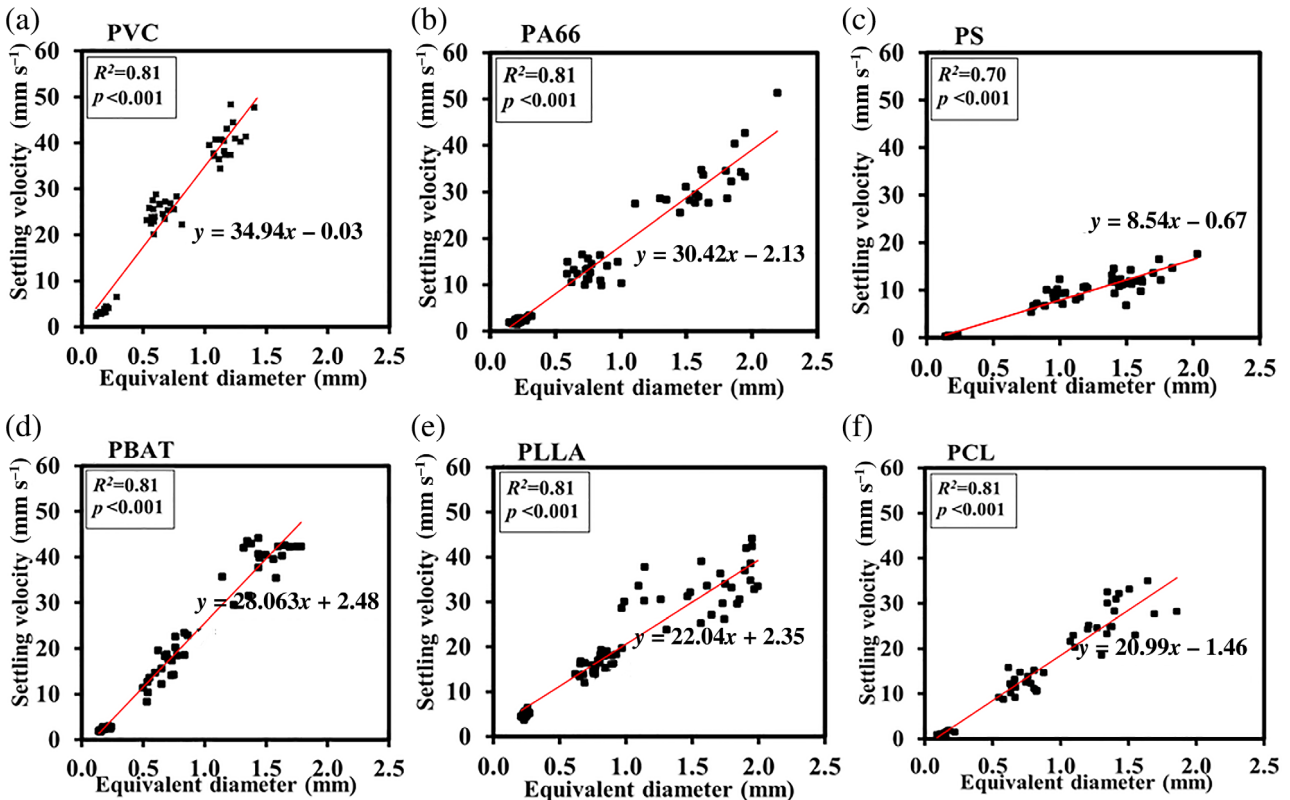 (a)
PVC
R²=0.81
p <0.001
y = 34.94x − 0.03
Settling velocity (mm s⁻¹)
60
50
40
30
20
10
0
0.0 0.5 1.0 1.5 2.0 2.5
Equivalent diameter (mm)
(b)
PA66
R²=0.81
p <0.001
y = 30.42x − 2.13
Settling velocity (mm s⁻¹)
60
50
40
30
20
10
0
0.0 0.5 1.0 1.5 2.0 2.5
Equivalent diameter (mm)
(c)
PS
R²=0.70
p <0.001
y = 8.54x − 0.67
Settling velocity (mm s⁻¹)
60
50
40
30
20
10
0
0.0 0.5 1.0 1.5 2.0 2.5
Equivalent diameter (mm)
(d)
PBAT
R²=0.81
p <0.001
y = 28.063x + 2.48
Settling velocity (mm s⁻¹)
60
50
40
30
20
10
0
0.0 0.5 1.0 1.5 2.0 2.5
Equivalent diameter (mm)
(e)
PLLA
R²=0.81
p <0.001
y = 22.04x + 2.35
Settling velocity (mm s⁻¹)
60
50
40
30
20
10
0
0.0 0.5 1.0 1.5 2.0 2.5
Equivalent diameter (mm)
(f)
PCL
R²=0.81
p <0.001
y = 20.99x − 1.46
Settling velocity (mm s⁻¹)
60
50
40
30
20
10
0
0.0 0.5 1.0 1.5 2.0 2.5
Equivalent diameter (mm)